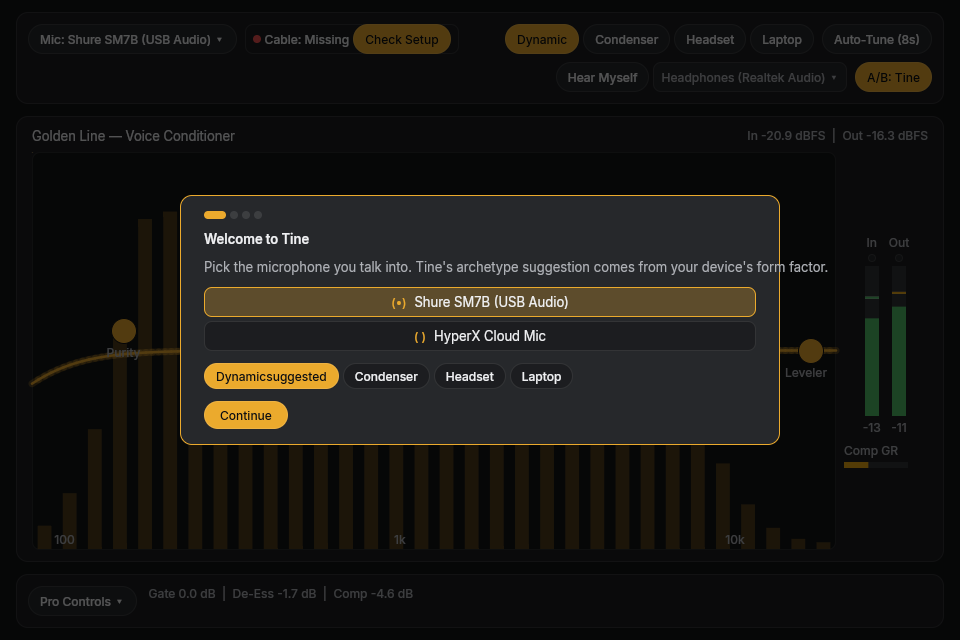 Mic: Shure SM7B (USB Audio) ▾ Cable: Missing Check Setup Dynamic Condenser Headset Laptop Auto-Tune (8s)
Hear Myself Headphones (Realtek Audio) ▾ A/B: Tine
Golden Line — Voice Conditioner In -20.9 dBFS | Out -16.3 dBFS
Welcome to Tine
Pick the microphone you talk into. Tine's archetype suggestion comes from your device's form factor.
(•) Shure SM7B (USB Audio)
( ) HyperX Cloud Mic
Dynamicsuggested Condenser Headset Laptop
Continue
Purity
Leveler
In Out
-13 -11
Comp GR
100 1k 10k
Pro Controls ▾ Gate 0.0 dB | De-Ess -1.7 dB | Comp -4.6 dB